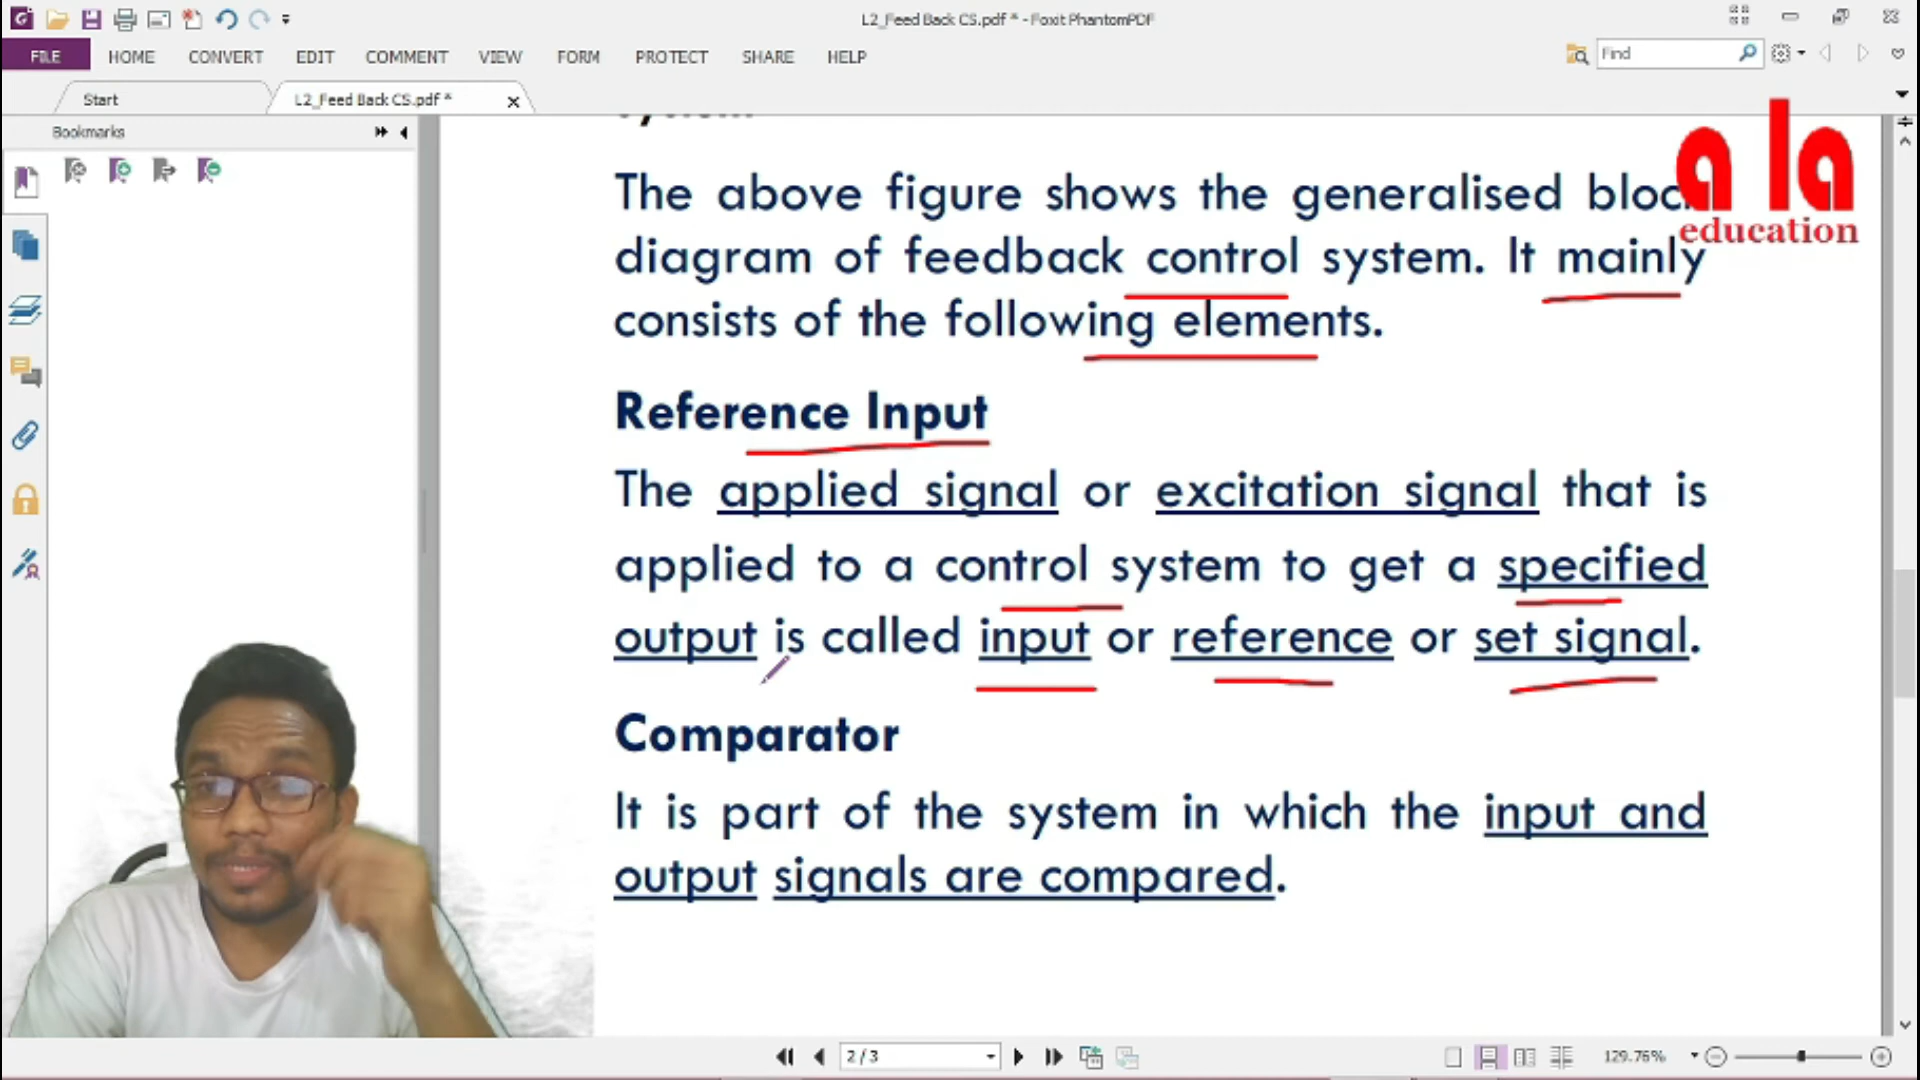 L2_Feed Back CS.pdf * - Foxit PhantomPDF
FILE HOME CONVERT EDIT COMMENT VIEW FORM PROTECT SHARE HELP
Find
Start
L2_Feed Back CS.pdf *
Bookmarks
a la
education
The above figure shows the generalised block
diagram of feedback control system. It mainly
consists of the following elements.
Reference Input
The applied signal or excitation signal that is
applied to a control system to get a specified
output is called input or reference or set signal.
Comparator
It is part of the system in which the input and
output signals are compared.
2 / 3
129.76%